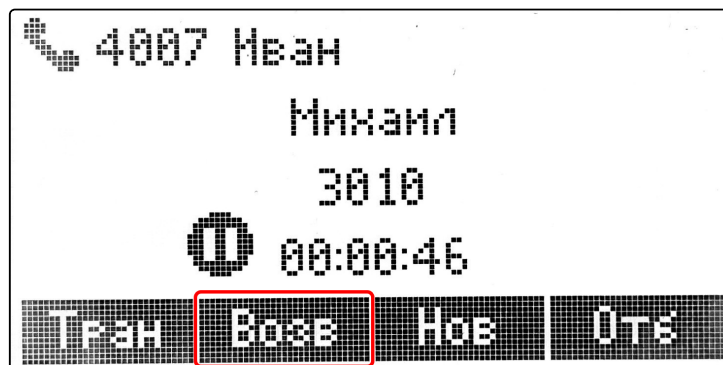 4007 Иван
Михаил
3010
00:00:46
Тран Возв Нов Отб